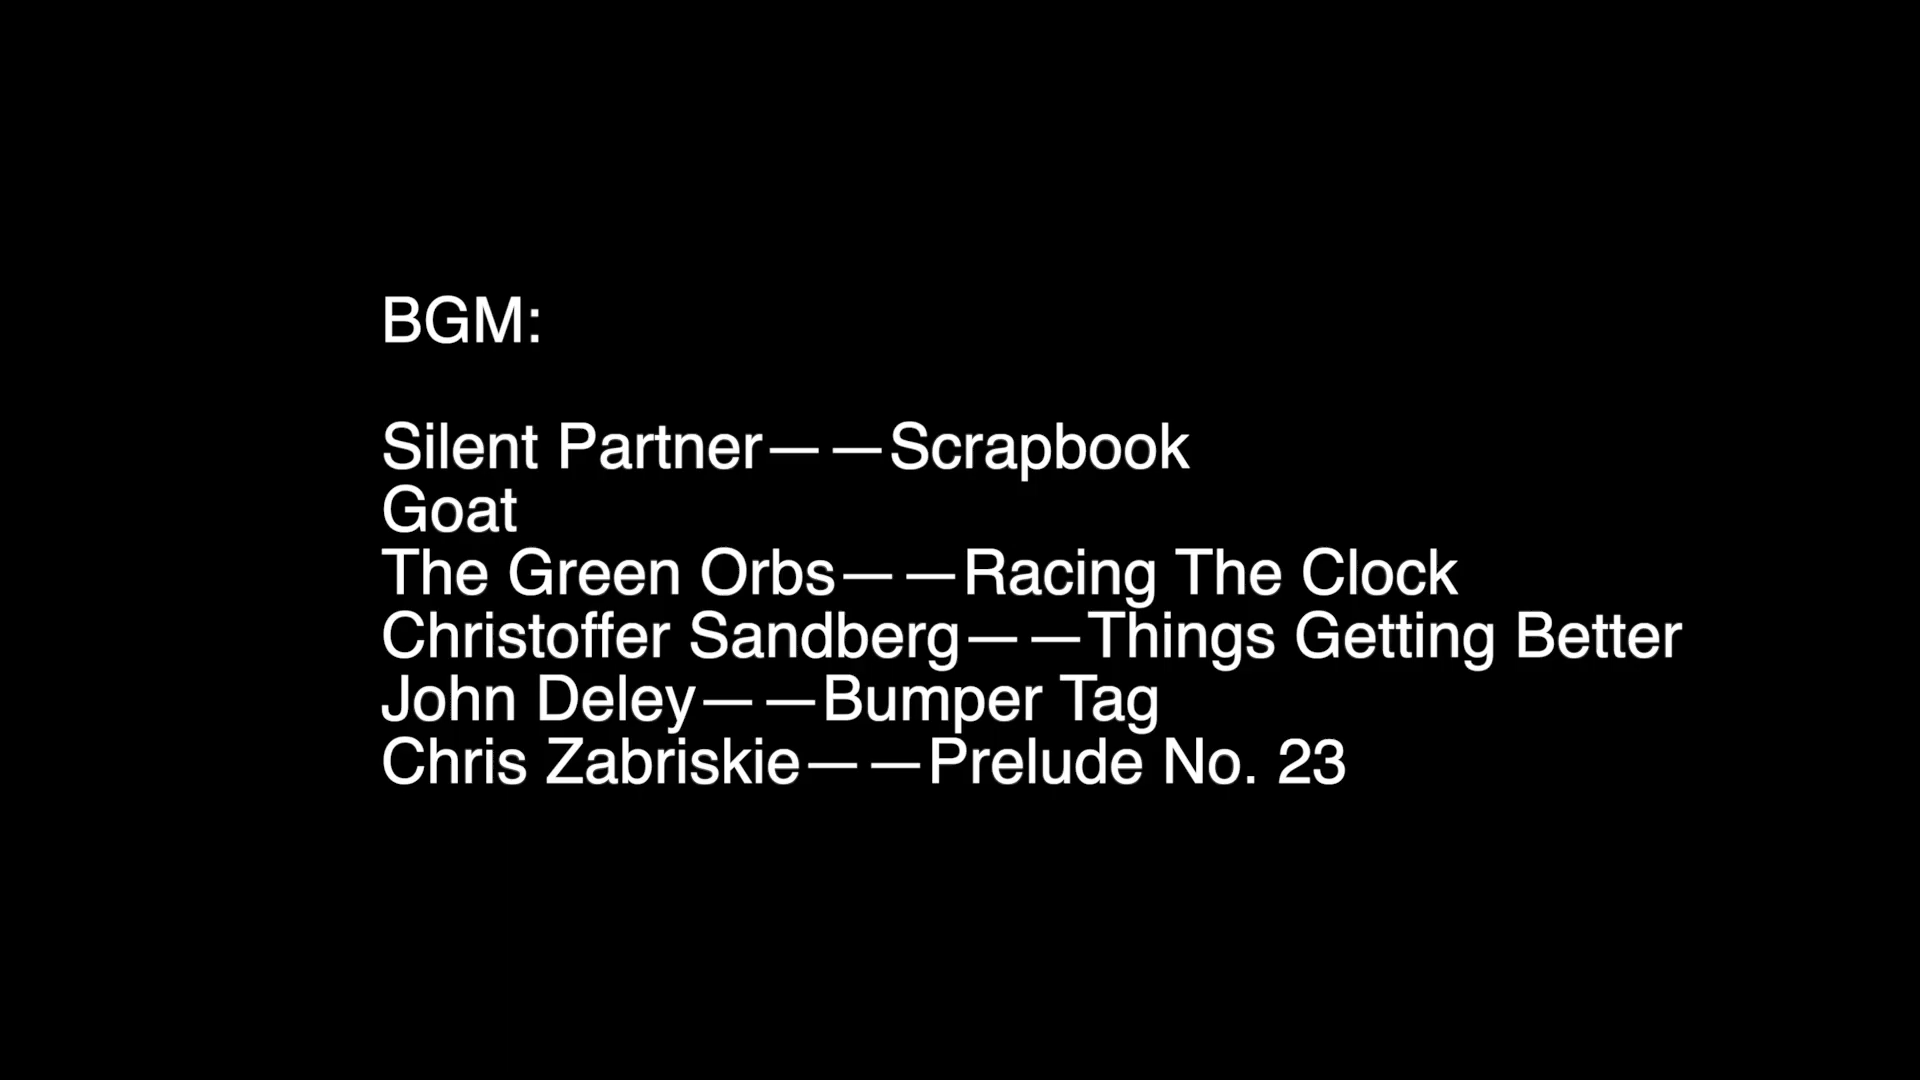 BGM:
Silent Partner——Scrapbook
Goat
The Green Orbs——Racing The Clock
Christoffer Sandberg——Things Getting Better
John Deley——Bumper Tag
Chris Zabriskie——Prelude No. 23